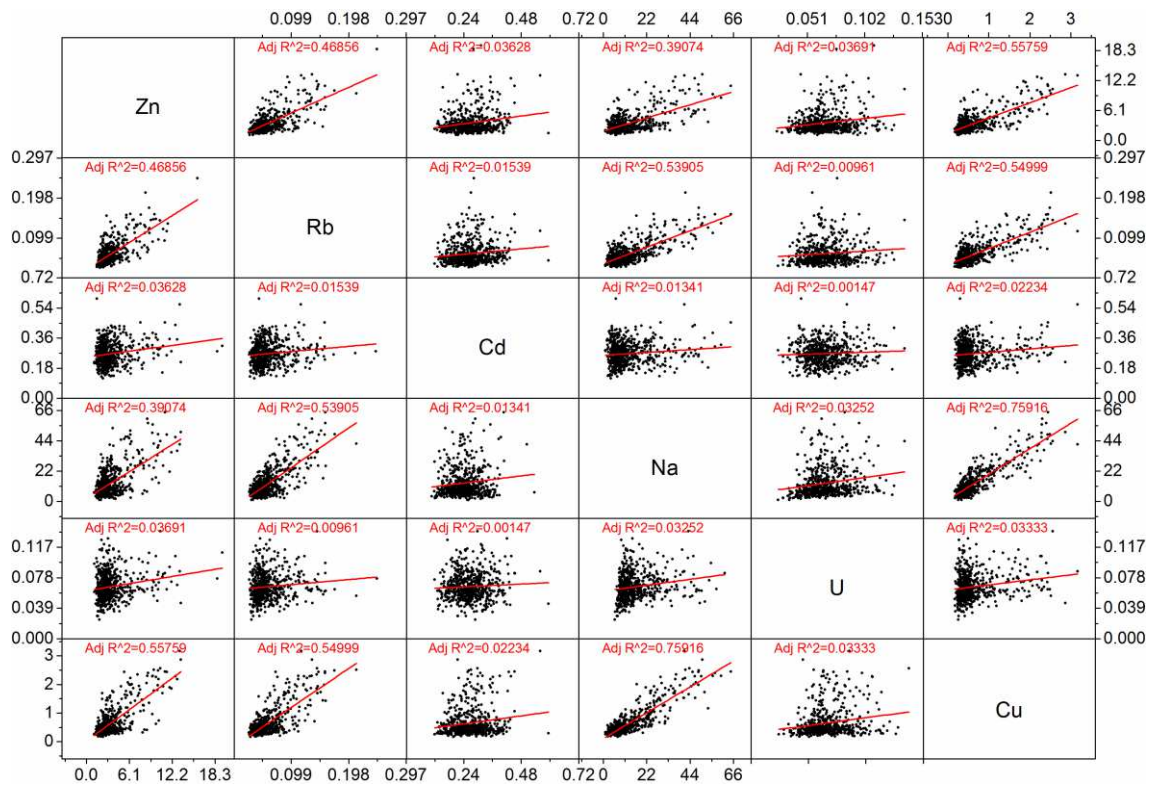 0.099 0.198 0.297 0.24 0.48 0.72 0 22 44 66 0.051 0.102 0.153 0 1 2 3
Zn
Adj R^2=0.46856
Adj R^2=0.03628
Adj R^2=0.39074
Adj R^2=0.03691
Adj R^2=0.55759
18.3
12.2
6.1
0.0
0.297
0.198
0.099
Adj R^2=0.46856
Rb
Adj R^2=0.01539
Adj R^2=0.53905
Adj R^2=0.00961
Adj R^2=0.54999
0.297
0.198
0.099
0.72
0.54
0.36
0.18
0.00
Adj R^2=0.03628
Adj R^2=0.01539
Cd
Adj R^2=0.01341
Adj R^2=0.00147
Adj R^2=0.02234
0.72
0.54
0.36
0.18
0.00
66
44
22
0
Adj R^2=0.39074
Adj R^2=0.53905
Adj R^2=0.01341
Na
Adj R^2=0.03252
Adj R^2=0.75916
66
44
22
0
0.117
0.078
0.039
0.000
Adj R^2=0.03691
Adj R^2=0.00961
Adj R^2=0.00147
Adj R^2=0.03252
U
Adj R^2=0.03333
0.117
0.078
0.039
0.000
3
2
1
0
Adj R^2=0.55759
Adj R^2=0.54999
Adj R^2=0.02234
Adj R^2=0.75916
Adj R^2=0.03333
Cu
0.0 6.1 12.2 18.3 0.099 0.198 0.297 0.24 0.48 0.72 0 22 44 66